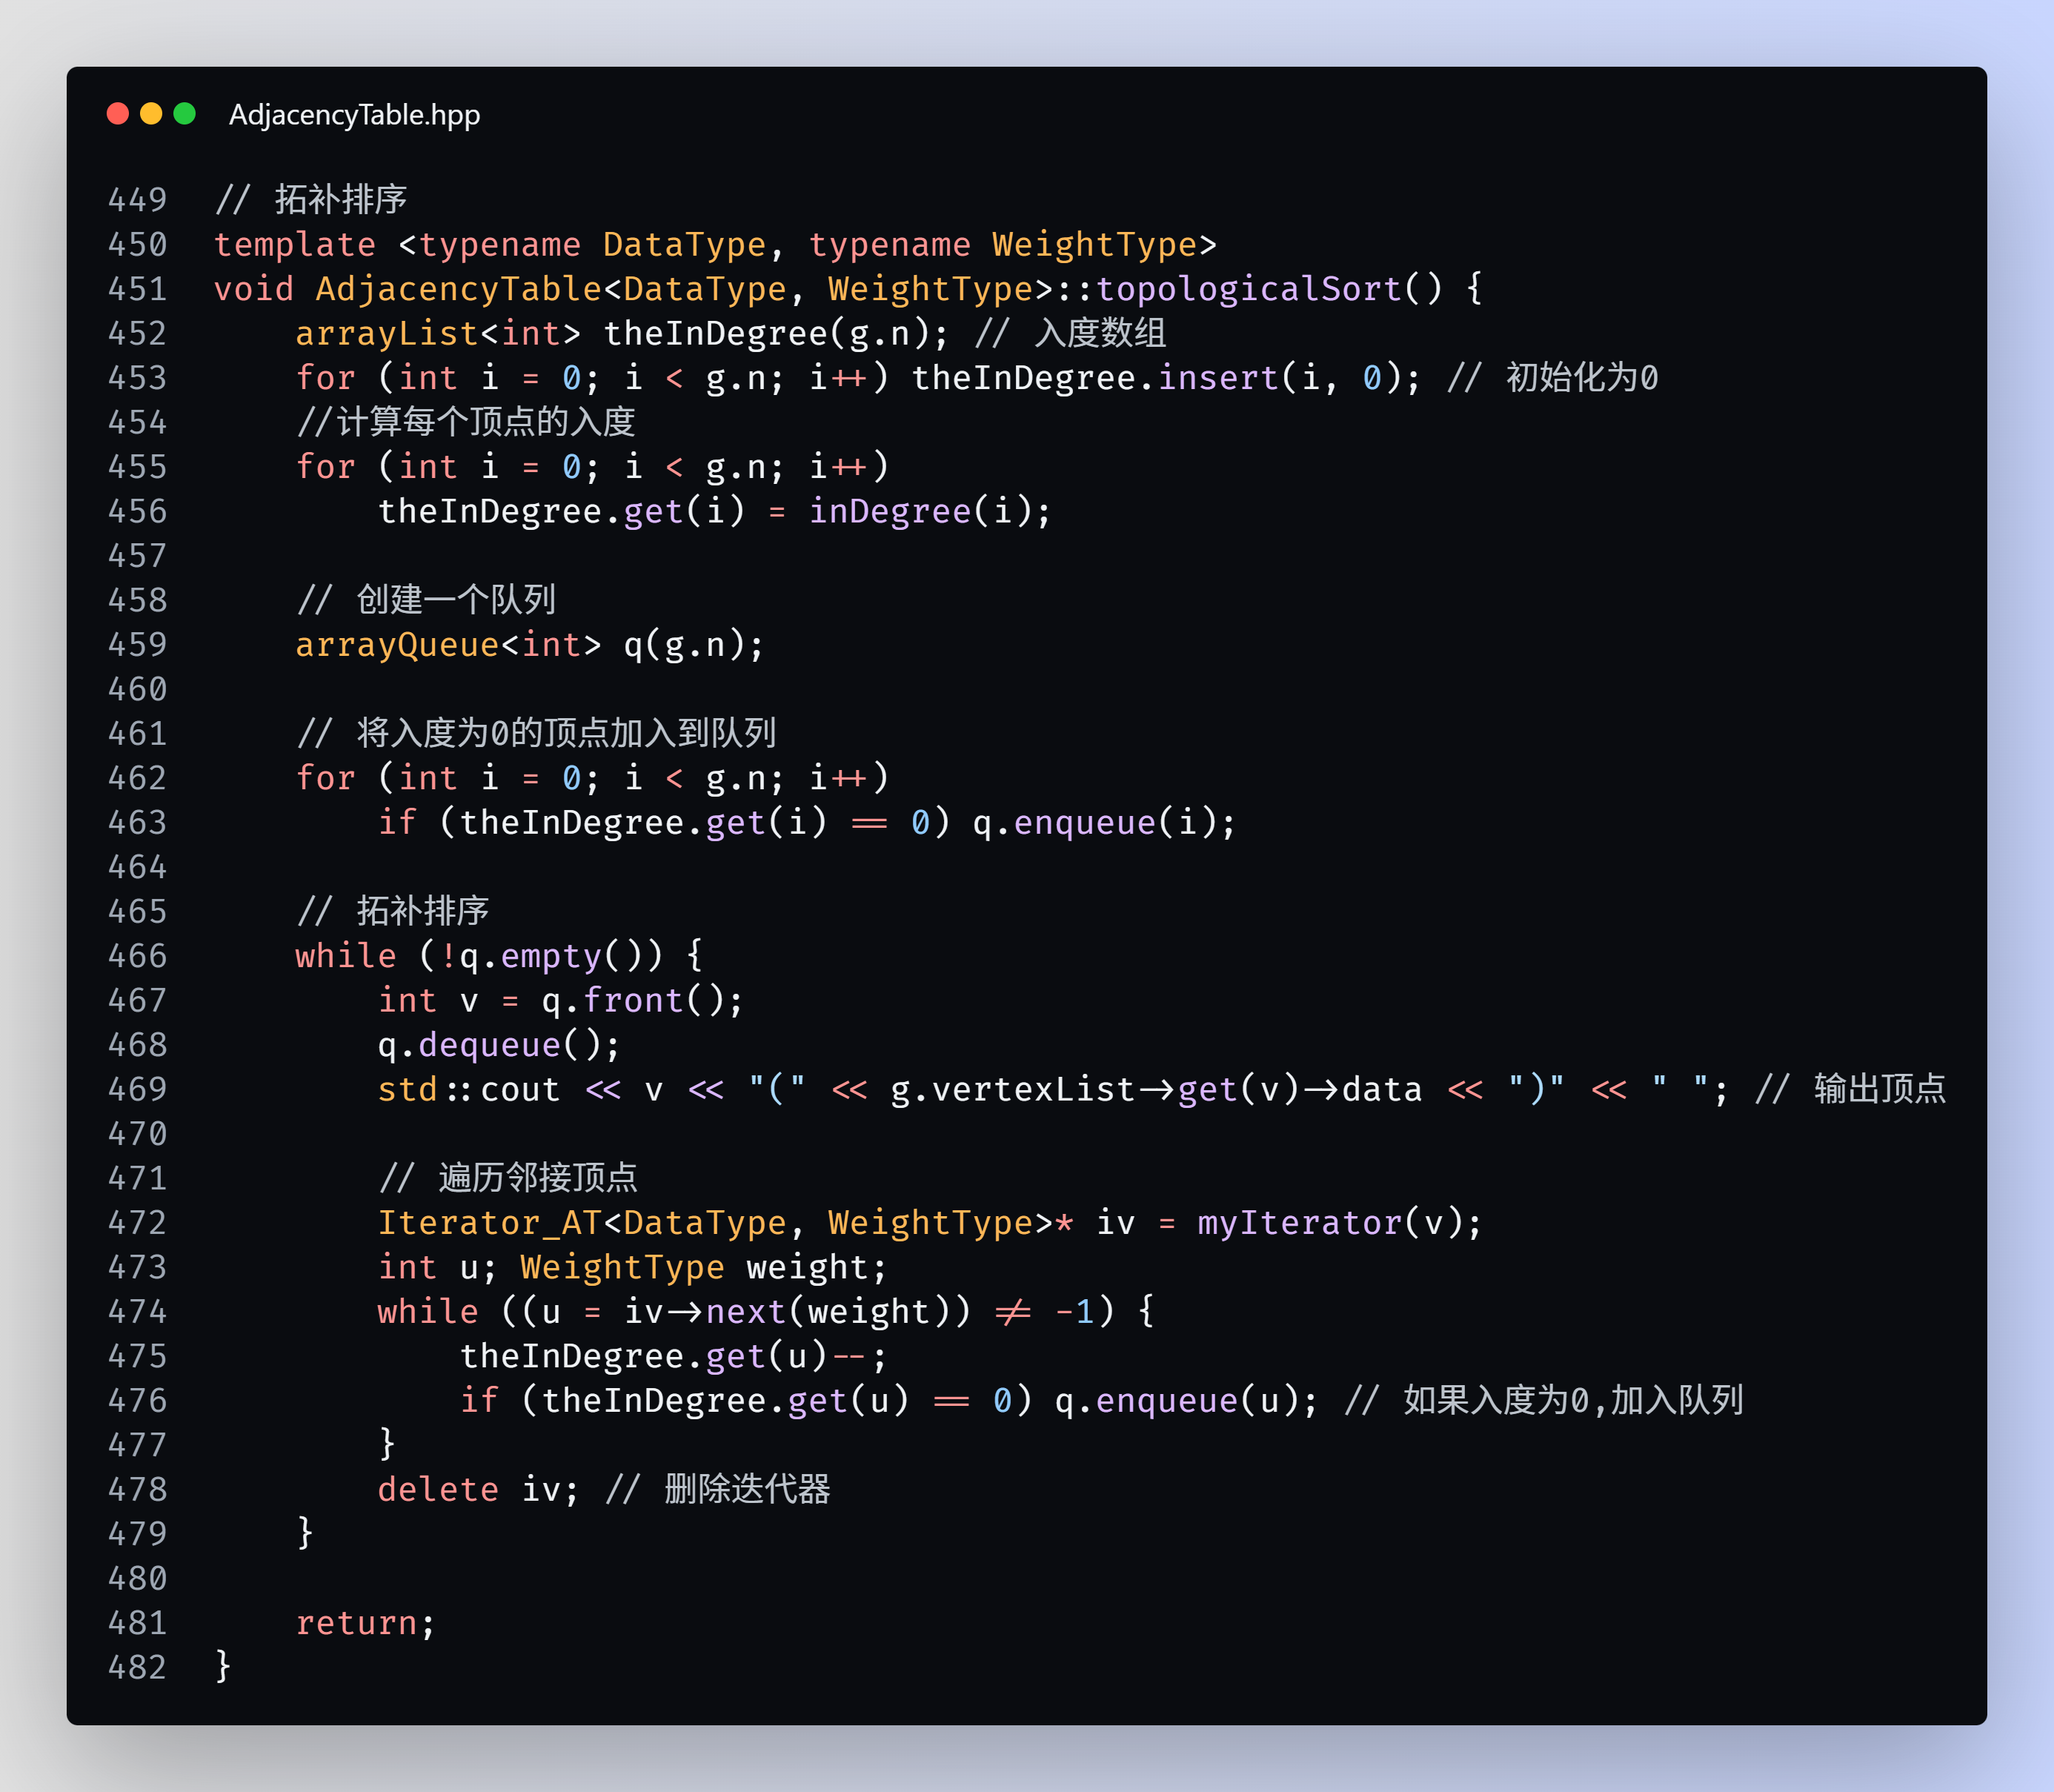 AdjacencyTable.hpp
449 // 拓补排序
450 template <typename DataType, typename WeightType>
451 void AdjacencyTable<DataType, WeightType>::topologicalSort() {
452     arrayList<int> theInDegree(g.n); // 入度数组
453     for (int i = 0; i < g.n; i++) theInDegree.insert(i, 0); // 初始化为0
454     //计算每个顶点的入度
455     for (int i = 0; i < g.n; i++)
456         theInDegree.get(i) = inDegree(i);
457
458     // 创建一个队列
459     arrayQueue<int> q(g.n);
460
461     // 将入度为0的顶点加入到队列
462     for (int i = 0; i < g.n; i++)
463         if (theInDegree.get(i) == 0) q.enqueue(i);
464
465     // 拓补排序
466     while (!q.empty()) {
467         int v = q.front();
468         q.dequeue();
469         std::cout << v << "(" << g.vertexList->get(v)->data << ")" << " "; // 输出顶点
470
471         // 遍历邻接顶点
472         Iterator_AT<DataType, WeightType>* iv = myIterator(v);
473         int u; WeightType weight;
474         while ((u = iv->next(weight)) != -1) {
475             theInDegree.get(u)--;
476             if (theInDegree.get(u) == 0) q.enqueue(u); // 如果入度为0,加入队列
477         }
478         delete iv; // 删除迭代器
479     }
480
481     return;
482 }